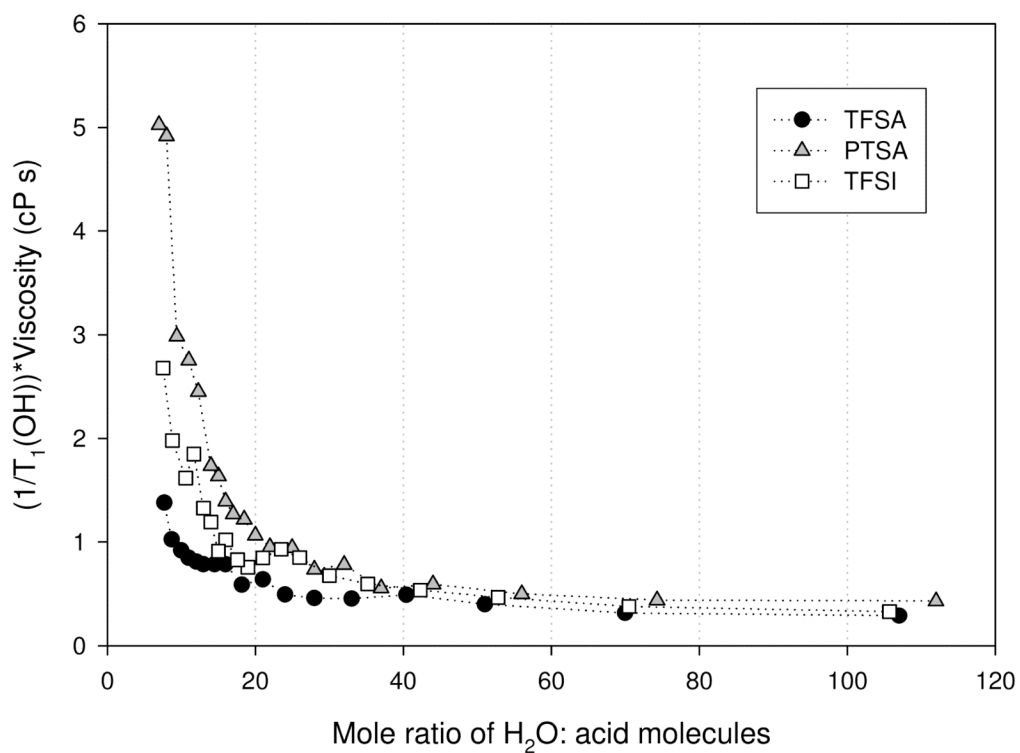 6
5
4
3
2
1
0
(1/T₁(OH))*Viscosity (cP s)
TFSA
PTSA
TFSI
0 20 40 60 80 100 120
Mole ratio of H₂O: acid molecules